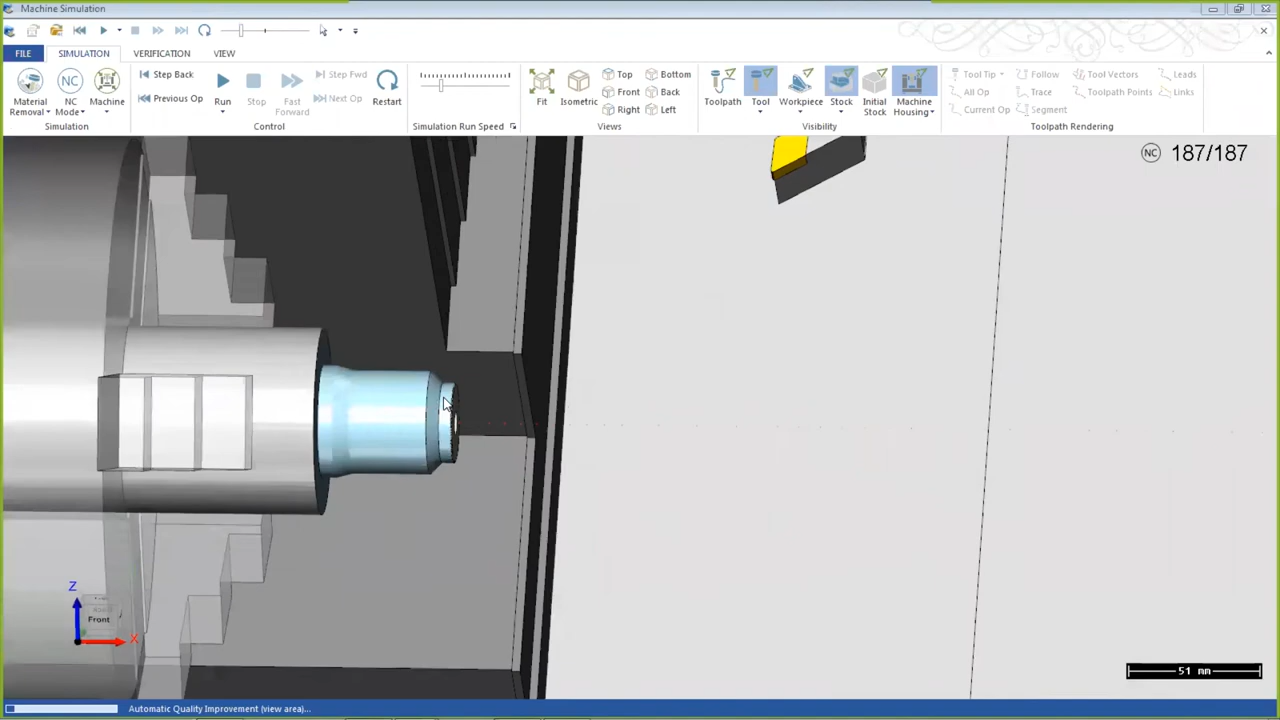 Machine Simulation
FILE SIMULATION VERIFICATION VIEW
Material Removal
NC Mode
Machine
Simulation
Step Back
Previous Op
Run
Stop
Fast Forward
Step Fwd
Next Op
Restart
Control
Simulation Run Speed
Fit
Isometric
Top
Front
Right
Bottom
Back
Left
Views
Toolpath
Tool
Workpiece
Stock
Initial Stock
Machine Housing
Visibility
Tool Tip
All Op
Current Op
Follow
Trace
Segment
Tool Vectors
Toolpath Points
Leads
Links
Toolpath Rendering
NC 187/187
Z
Front
X
51 mm
Automatic Quality Improvement (view area)...